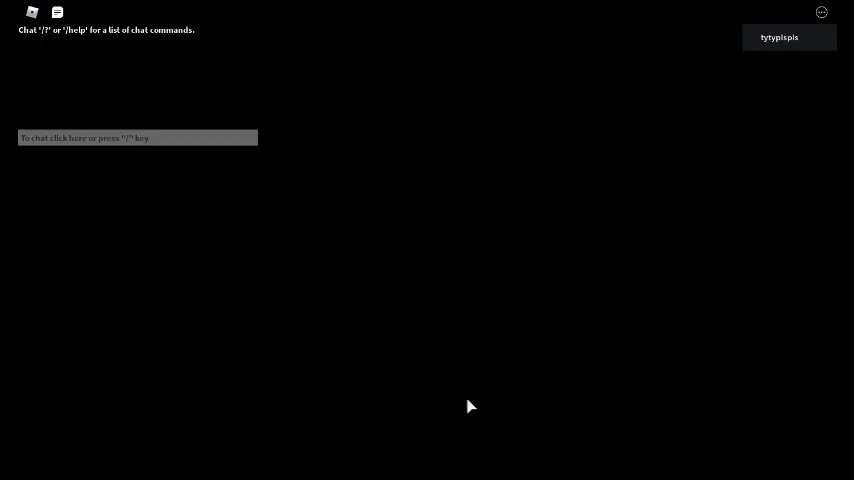 Chat '/?' or '/help' for a list of chat commands.
tytypispis
To chat click here or press "/" key